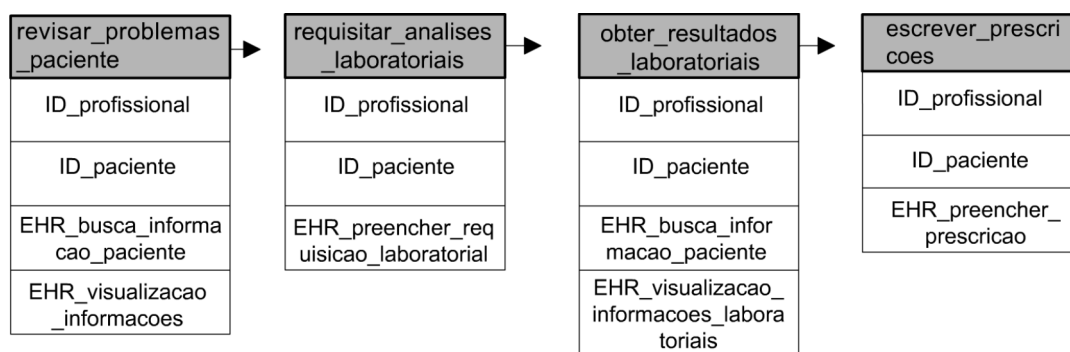 revisar_problemas
_paciente
ID_profissional
ID_paciente
EHR_busca_informa
cao_paciente
EHR_visualizacao
_informacoes
requisitar_analises
_laboratoriais
ID_profissional
ID_paciente
EHR_preencher_req
uisicao_laboratorial
obter_resultados
_laboratoriais
ID_profissional
ID_paciente
EHR_busca_infor
macao_paciente
EHR_visualizacao_
informacoes_labora
toriais
escrever_prescri
coes
ID_profissional
ID_paciente
EHR_preencher_
prescricao